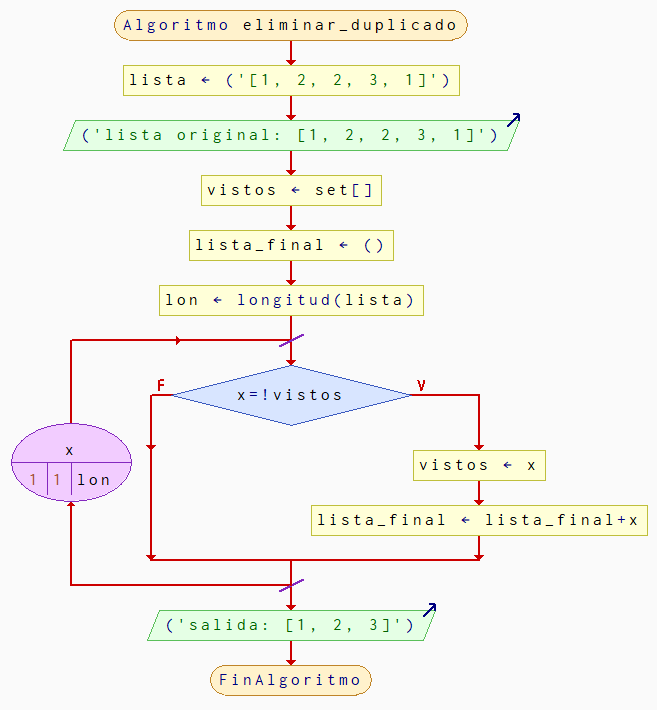 Algoritmo eliminar_duplicado
lista ← ('[1, 2, 2, 3, 1]')
('lista original: [1, 2, 2, 3, 1]')
vistos ← set[]
lista_final ← ()
lon ← longitud(lista)
F
x=!vistos
V
x
1 1 lon
vistos ← x
lista_final ← lista_final+x
('salida: [1, 2, 3]')
FinAlgoritmo